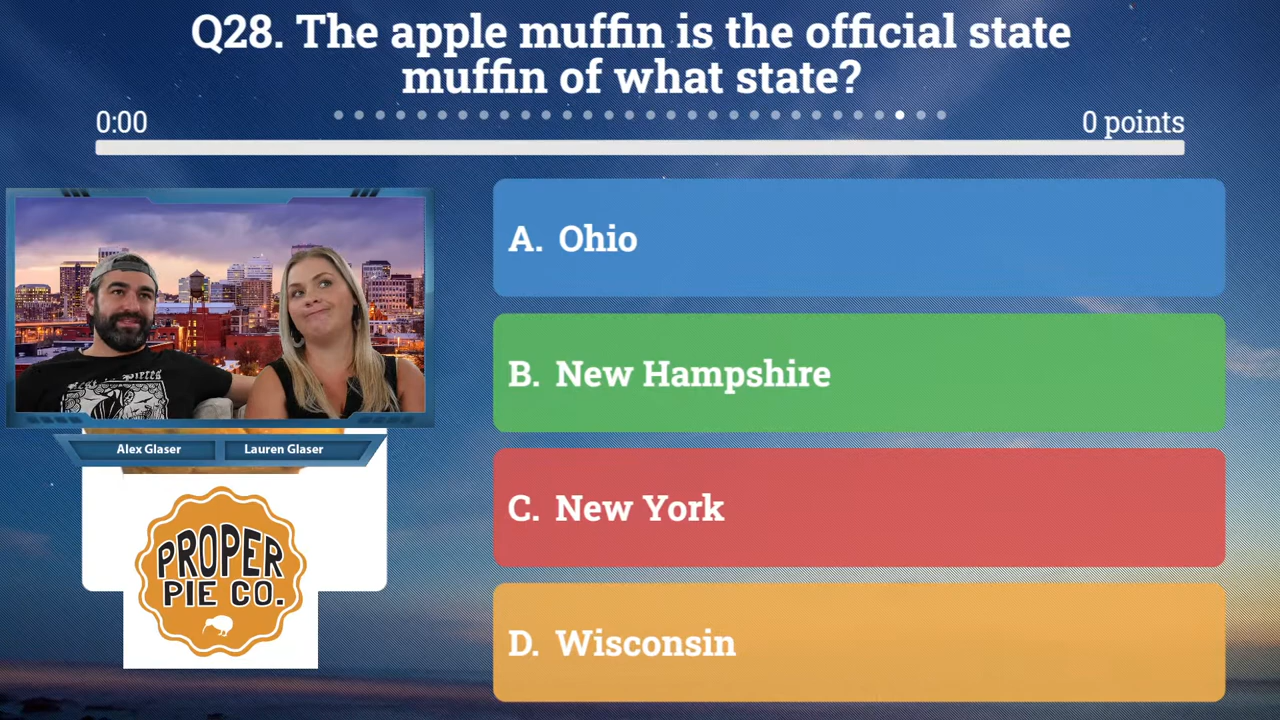 Q28. The apple muffin is the official state
muffin of what state?
0:00
0 points
A. Ohio
B. New Hampshire
C. New York
D. Wisconsin
Alex Glaser
Lauren Glaser
PROPER
PIE CO.